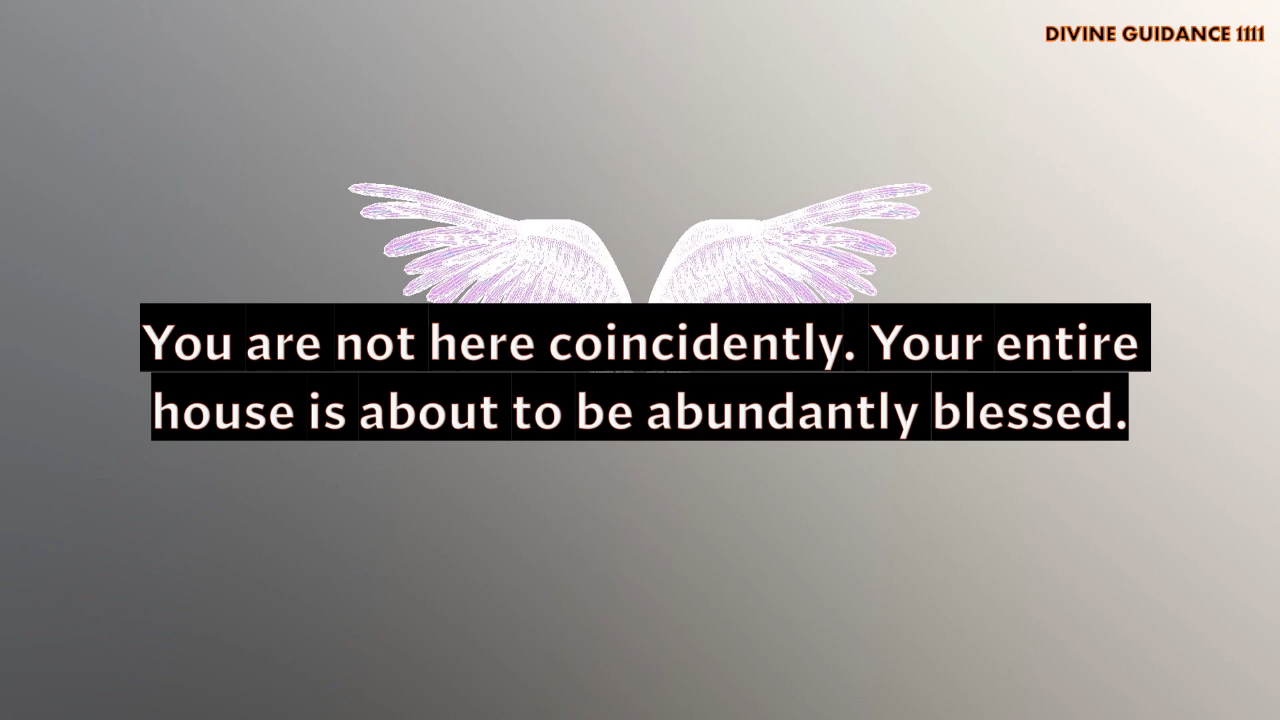 DIVINE GUIDANCE 1111
You are not here coincidently. Your entire
house is about to be abundantly blessed.